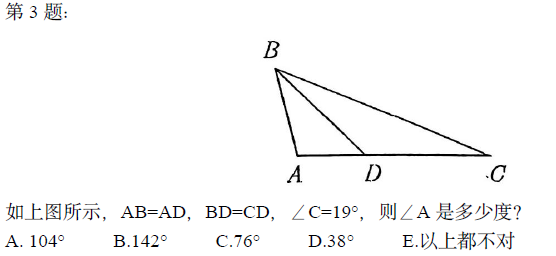 第 3 题:
B
A
D
C
如上图所示，AB=AD，BD=CD，∠C=19°，则∠A 是多少度?
A. 104° B.142° C.76° D.38° E.以上都不对